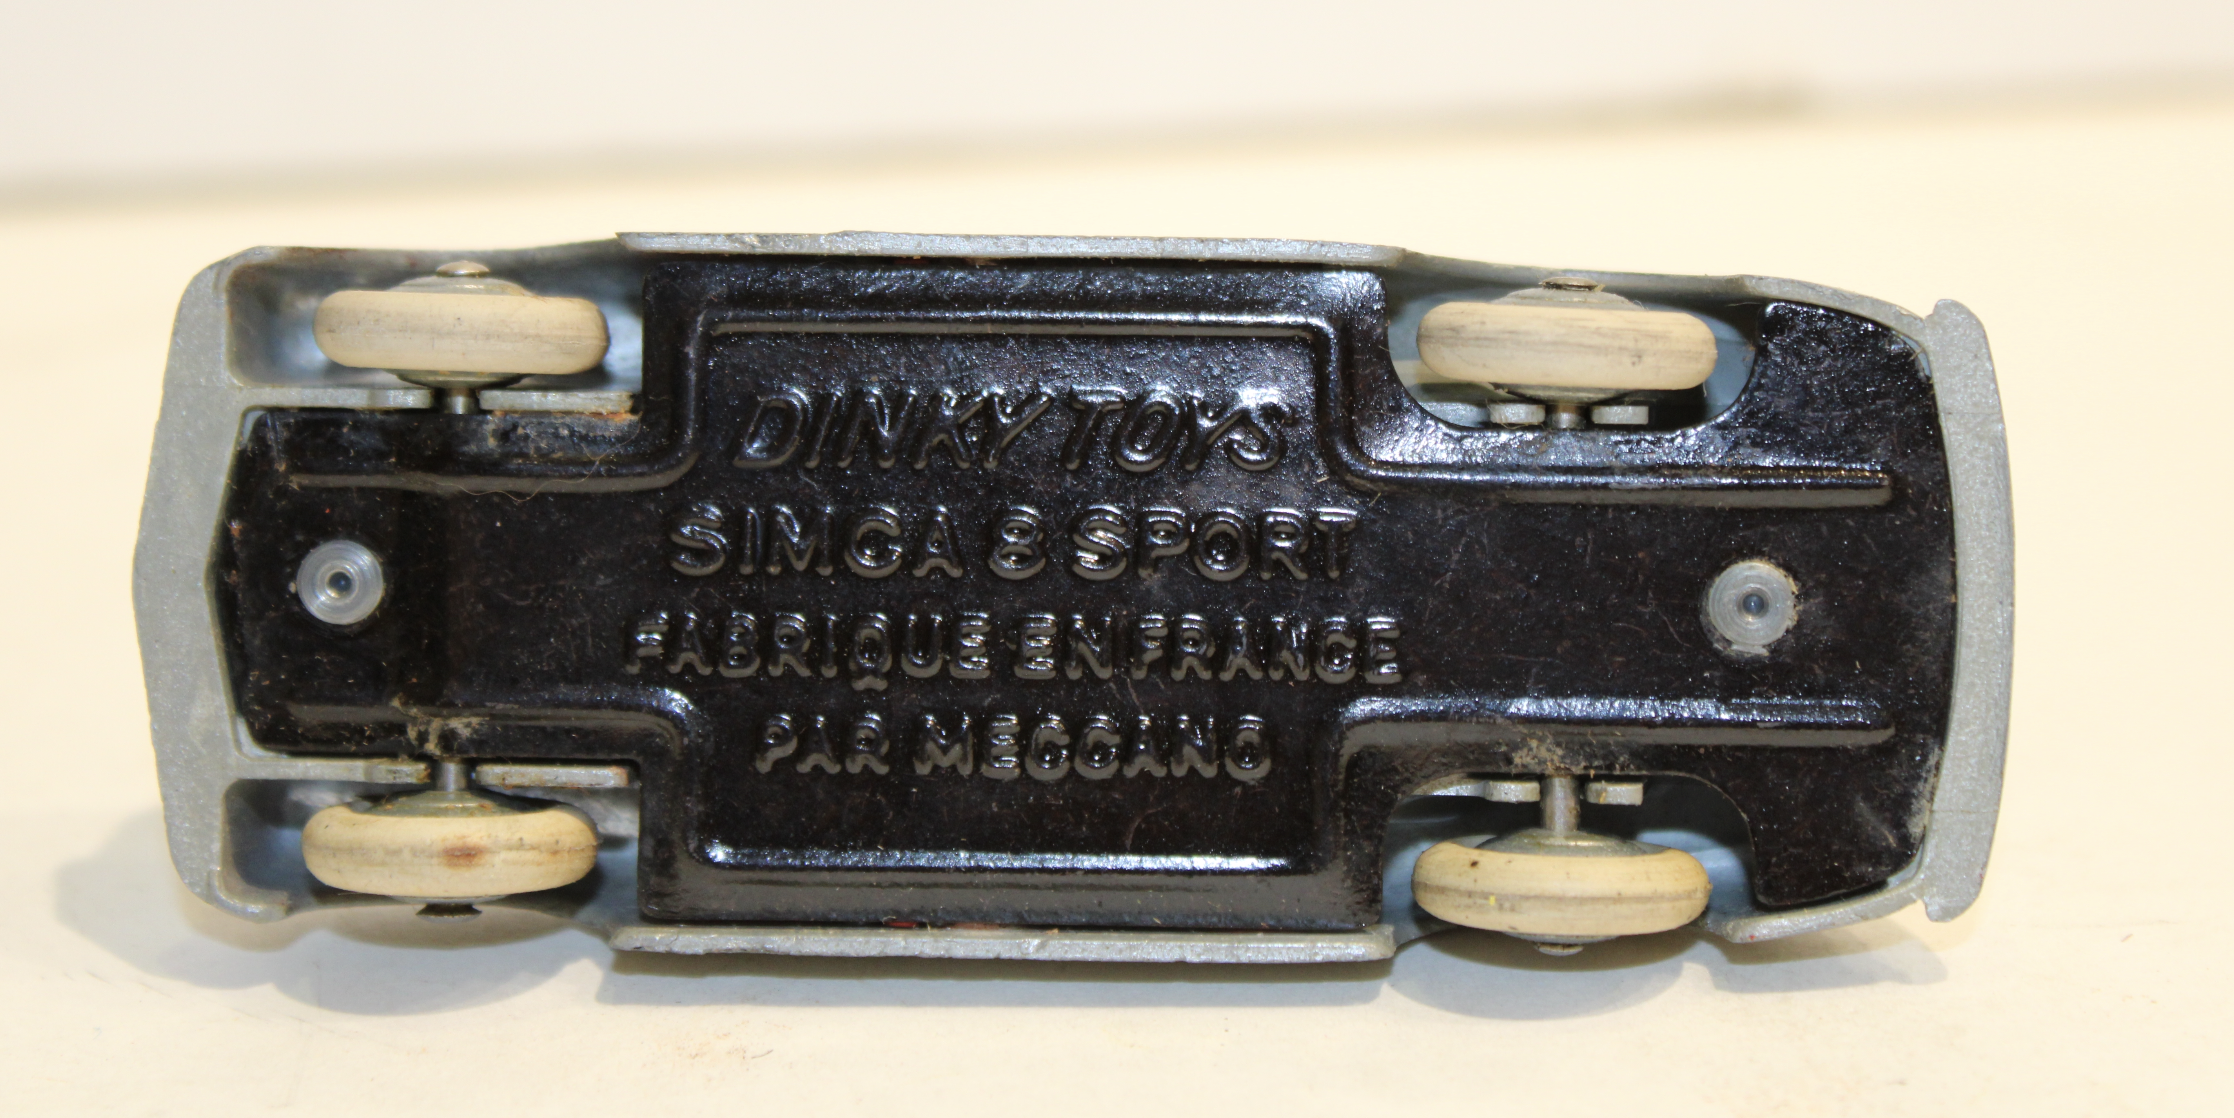 DINKY TOYS
SIMCA 8 SPORT
FABRIQUE EN FRANCE
PAR MECCANO